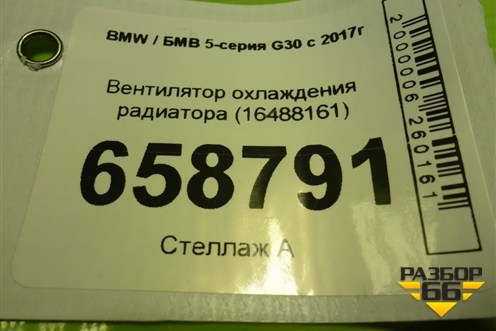 BMW / БМВ 5-серия G30 с 2017г
Вентилятор охлаждения
радиатора (16488161)
658791
Стеллаж А
2000006260161
РАЗБОР
66